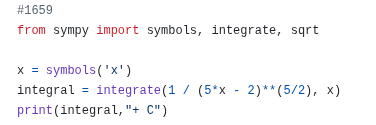 #1659
from sympy import symbols, integrate, sqrt

x = symbols('x')
integral = integrate(1 / (5*x - 2)**(5/2), x)
print(integral,"+ C")